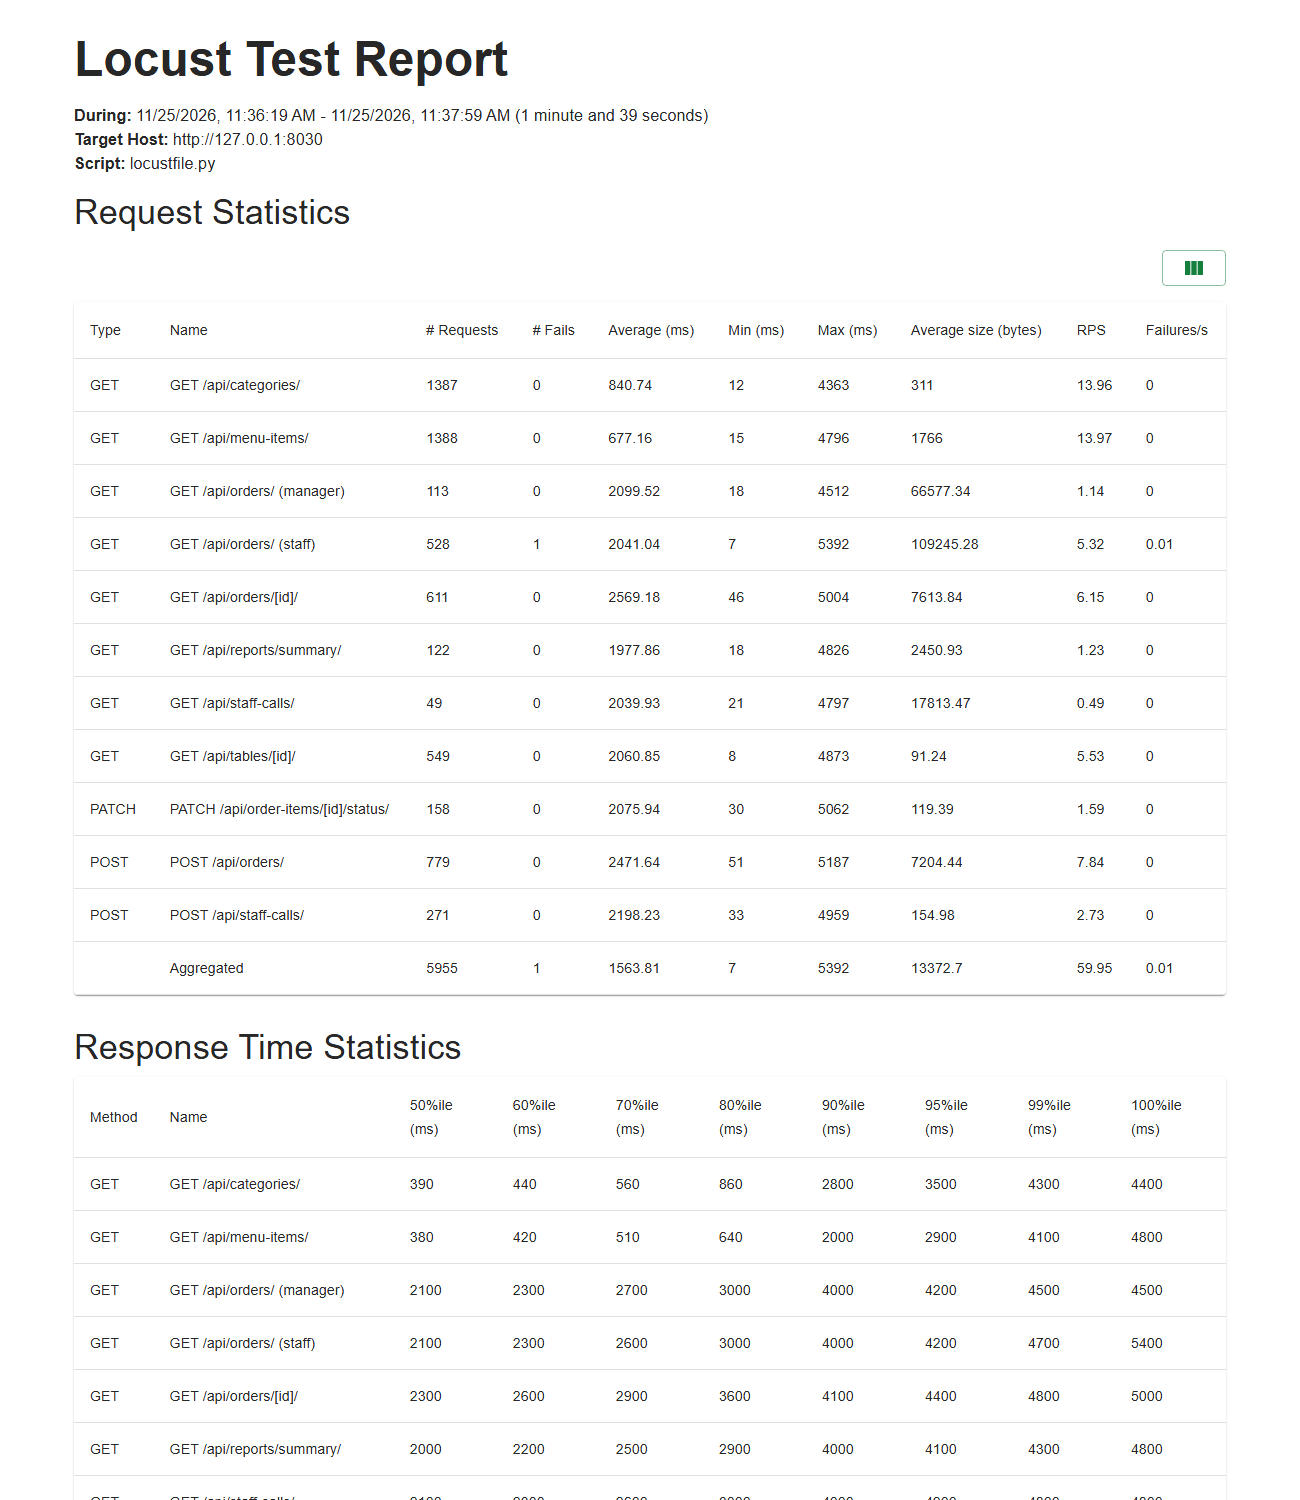 Locust Test Report
During: 11/25/2026, 11:36:19 AM - 11/25/2026, 11:37:59 AM (1 minute and 39 seconds)
Target Host: http://127.0.0.1:8030
Script: locustfile.py
Request Statistics
Type Name # Requests # Fails Average (ms) Min (ms) Max (ms) Average size (bytes) RPS Failures/s
GET GET /api/categories/ 1387 0 840.74 12 4363 311 13.96 0
GET GET /api/menu-items/ 1388 0 677.16 15 4796 1766 13.97 0
GET GET /api/orders/ (manager) 113 0 2099.52 18 4512 66577.34 1.14 0
GET GET /api/orders/ (staff) 528 1 2041.04 7 5392 109245.28 5.32 0.01
GET GET /api/orders/[id]/ 611 0 2569.18 46 5004 7613.84 6.15 0
GET GET /api/reports/summary/ 122 0 1977.86 18 4826 2450.93 1.23 0
GET GET /api/staff-calls/ 49 0 2039.93 21 4797 17813.47 0.49 0
GET GET /api/tables/[id]/ 549 0 2060.85 8 4873 91.24 5.53 0
PATCH PATCH /api/order-items/[id]/status/ 158 0 2075.94 30 5062 119.39 1.59 0
POST POST /api/orders/ 779 0 2471.64 51 5187 7204.44 7.84 0
POST POST /api/staff-calls/ 271 0 2198.23 33 4959 154.98 2.73 0
Aggregated 5955 1 1563.81 7 5392 13372.7 59.95 0.01
Response Time Statistics
Method Name 50%ile (ms) 60%ile (ms) 70%ile (ms) 80%ile (ms) 90%ile (ms) 95%ile (ms) 99%ile (ms) 100%ile (ms)
GET GET /api/categories/ 390 440 560 860 2800 3500 4300 4400
GET GET /api/menu-items/ 380 420 510 640 2000 2900 4100 4800
GET GET /api/orders/ (manager) 2100 2300 2700 3000 4000 4200 4500 4500
GET GET /api/orders/ (staff) 2100 2300 2600 3000 4000 4200 4700 5400
GET GET /api/orders/[id]/ 2300 2600 2900 3600 4100 4400 4800 5000
GET GET /api/reports/summary/ 2000 2200 2500 2900 4000 4100 4300 4800
GET GET /api/staff-calls/